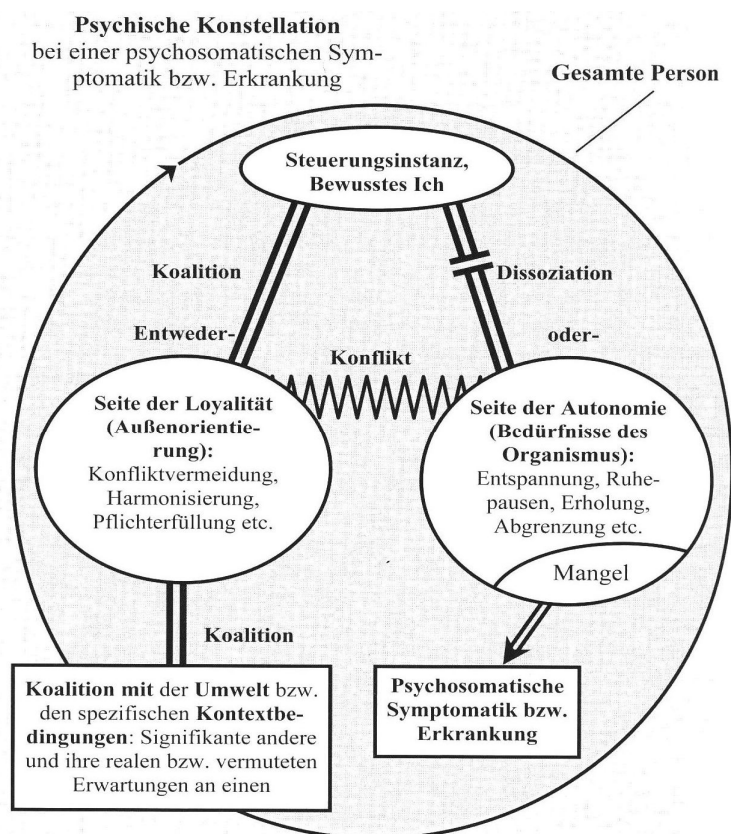 Psychische Konstellation
bei einer psychosomatischen Sym-
ptomatik bzw. Erkrankung
Gesamte Person
Steuerungsinstanz,
Bewusstes Ich
Koalition
Dissoziation
Entweder-
Konflikt
oder-
Seite der Loyalität
(Außenorientie-
rung):
Konfliktvermeidung,
Harmonisierung,
Pflichterfüllung etc.
Seite der Autonomie
(Bedürfnisse des
Organismus):
Entspannung, Ruhe-
pausen, Erholung,
Abgrenzung etc.
Mangel
Koalition
Koalition mit der Umwelt bzw.
den spezifischen Kontextbe-
dingungen: Signifikante andere
und ihre realen bzw. vermuteten
Erwartungen an einen
Psychosomatische
Symptomatik bzw.
Erkrankung